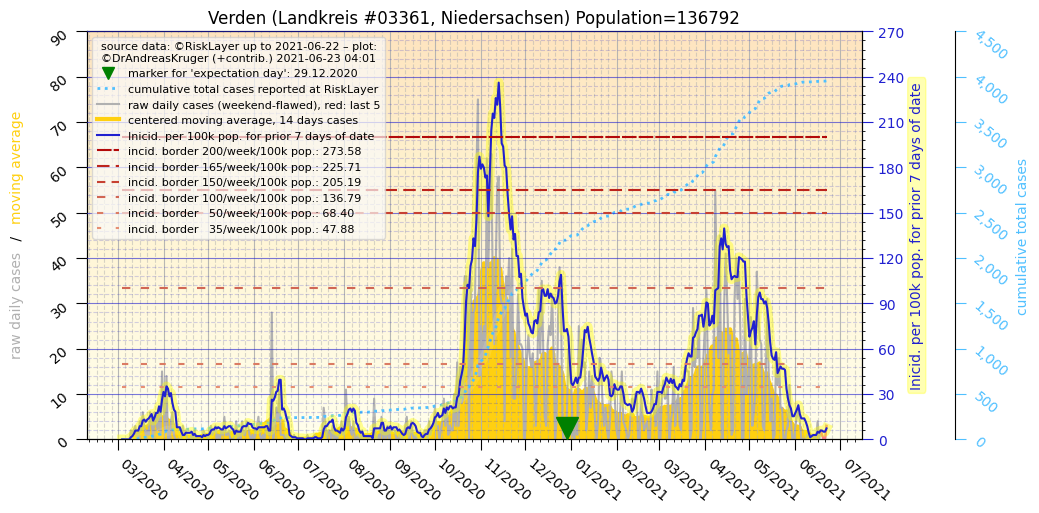 Verden (Landkreis #03361, Niedersachsen) Population=136792
source data: ©RiskLayer up to 2021-06-22 – plot:
©DrAndreasKruger (+contrib.) 2021-06-23 04:01
marker for 'expectation day': 29.12.2020
cumulative total cases reported at RiskLayer
raw daily cases (weekend-flawed), red: last 5
centered moving average, 14 days cases
Inicid. per 100k pop. for prior 7 days of date
incid. border 200/week/100k pop.: 273.58
incid. border 165/week/100k pop.: 225.71
incid. border 150/week/100k pop.: 205.19
incid. border 100/week/100k pop.: 136.79
incid. border   50/week/100k pop.: 68.40
incid. border   35/week/100k pop.: 47.88
raw daily cases  /  moving average
90
80
70
60
50
40
30
20
10
0
03/2020
04/2020
05/2020
06/2020
07/2020
08/2020
09/2020
10/2020
11/2020
12/2020
01/2021
02/2021
03/2021
04/2021
05/2021
06/2021
07/2021
270
240
210
180
150
120
90
60
30
0
Inicid. per 100k pop. for prior 7 days of date
4,500
4,000
3,500
3,000
2,500
2,000
1,500
1,000
500
0
cumulative total cases